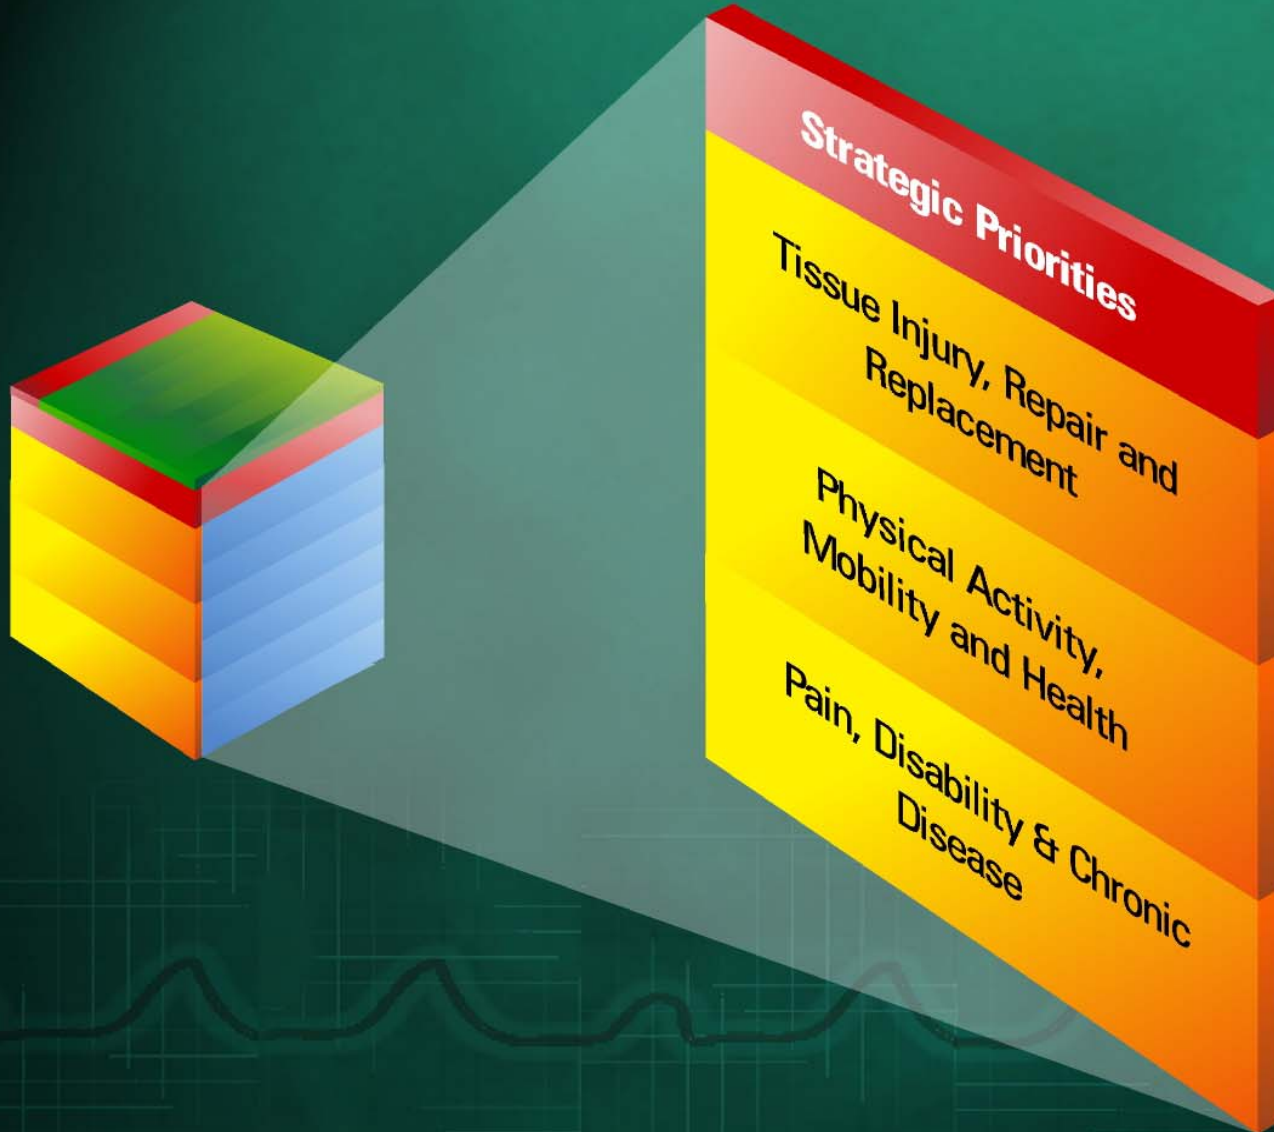 Strategic Priorities
Tissue Injury, Repair and
Replacement
Physical Activity,
Mobility and Health
Pain, Disability & Chronic
Disease